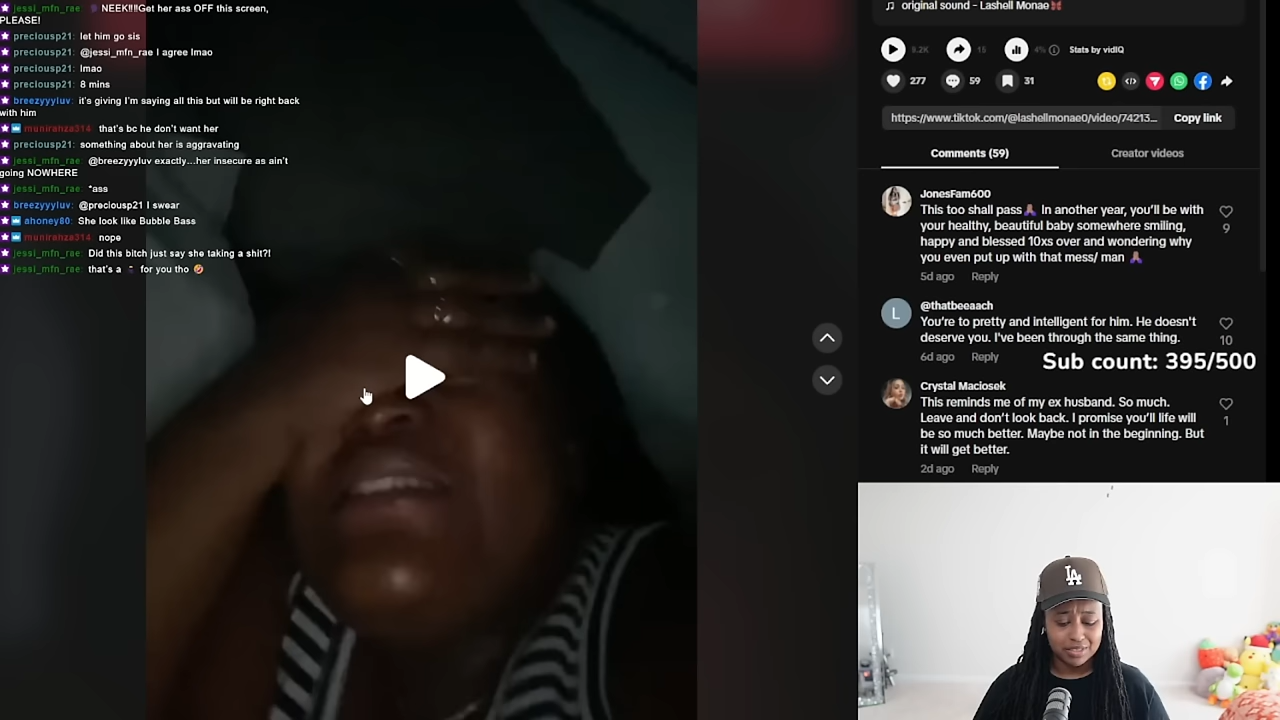 jessi_mfn_rae: NEEK!!!!Get her ass OFF this screen,
PLEASE!
preciousp21: let him go sis
preciousp21: @jessi_mfn_rae I agree lmao
preciousp21: lmao
preciousp21: 8 mins
breezyyyluv: it's giving I'm saying all this but will be right back
with him
munirahza314 that's bc he don't want her
preciousp21: something about her is aggravating
jessi_mfn_rae: @breezyyyluv exactly...her insecure as ain't
going NOWHERE
jessi_mfn_rae: *ass
breezyyyluv: @preciousp21 I swear
ahoney80: She look like Bubble Bass
munirahza314 nope
jessi_mfn_rae: Did this bitch just say she taking a shit?!
jessi_mfn_rae: that's a 💣 for you tho 🤣
♫ original sound - Lashell Monae🎀
9.2K 15 4% Stats by vidIQ
277 59 31
https://www.tiktok.com/@lashellmonae0/video/74213... Copy link
Comments (59) Creator videos
JonesFam600
This too shall pass🙏🏾 In another year, you'll be with
your healthy, beautiful baby somewhere smiling,
happy and blessed 10xs over and wondering why
you even put up with that mess/ man 🙏🏾
9
5d ago Reply
L
@thatbeeach
You're to pretty and intelligent for him. He doesn't
deserve you. I've been through the same thing.
10
6d ago Reply
Sub count: 395/500
Crystal Maciosek
This reminds me of my ex husband. So much.
Leave and don't look back. I promise you'll life will
be so much better. Maybe not in the beginning. But
it will get better.
1
2d ago Reply
LA